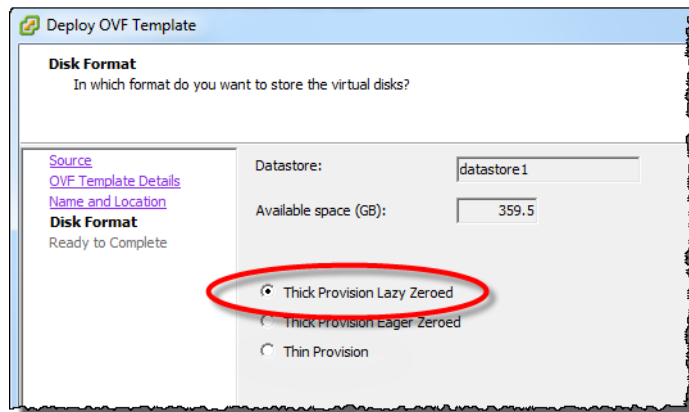 Deploy OVF Template
Disk Format
In which format do you want to store the virtual disks?
Source
OVF Template Details
Name and Location
Disk Format
Ready to Complete
Datastore:
datastore1
Available space (GB):
359.5
Thick Provision Lazy Zeroed
Thick Provision Eager Zeroed
Thin Provision